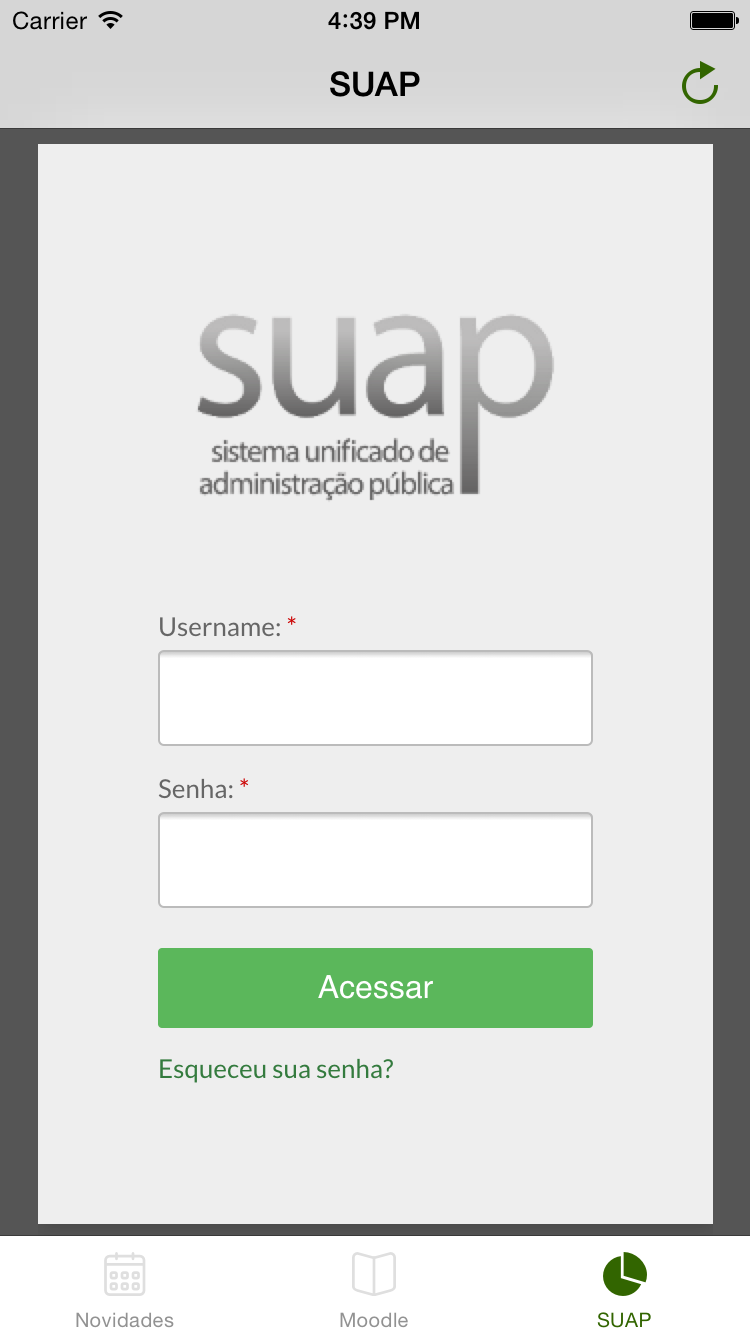 Carrier 4:39 PM
SUAP
suap
sistema unificado de
administração pública
Username: *
Senha: *
Acessar
Esqueceu sua senha?
Novidades Moodle SUAP